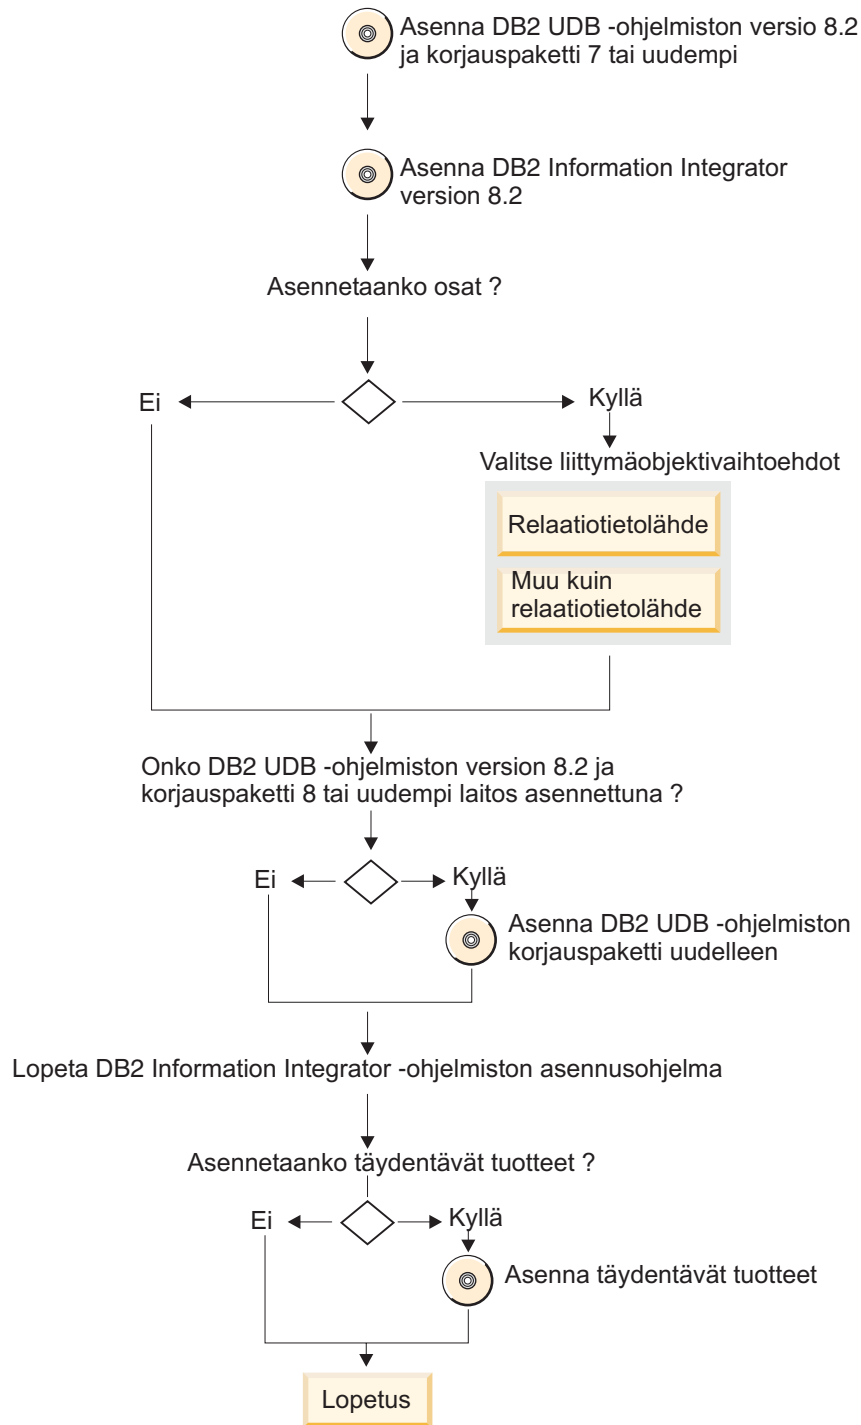 Asenna DB2 UDB -ohjelmiston versio 8.2
ja korjauspaketti 7 tai uudempi
Asenna DB2 Information Integrator
version 8.2
Asennetaanko osat ?
Ei
Kyllä
Valitse liittymäobjektivaihtoehdot
Relaatiotietolähde
Muu kuin
relaatiotietolähde
Onko DB2 UDB -ohjelmiston version 8.2 ja
korjauspaketti 8 tai uudempi laitos asennettuna ?
Ei
Kyllä
Asenna DB2 UDB -ohjelmiston
korjauspaketti uudelleen
Lopeta DB2 Information Integrator -ohjelmiston asennusohjelma
Asennetaanko täydentävät tuotteet ?
Ei
Kyllä
Asenna täydentävät tuotteet
Lopetus